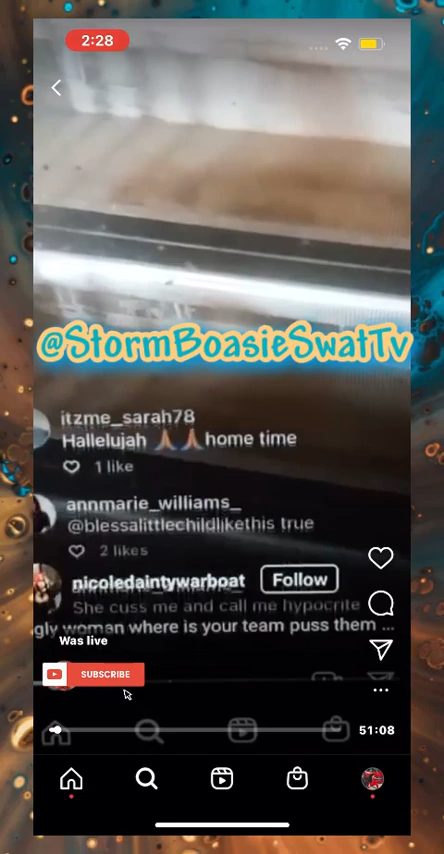 2:28
@StormBoasieSwatTv
itzme_sarah78
Hallelujah 🙏🙏home time
1 like
annmarie_williams_
@blessalittlechildlikethis true
2 likes
nicoledaintywarboat Follow
She cuss me and call me hypocrite
gly woman where is your team puss them ...
Was live
SUBSCRIBE
51:08